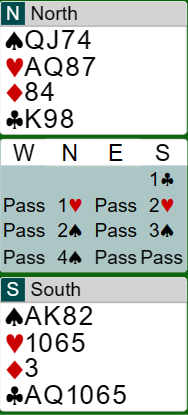 N North
♠QJ74
♥AQ87
♦84
♣K98
W N E S
1♣
Pass 1♥ Pass 2♥
Pass 2♠ Pass 3♠
Pass 4♠ Pass Pass
S South
♠AK82
♥1065
♦3
♣AQ1065